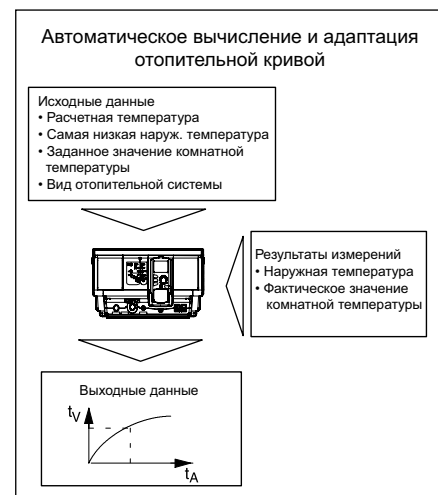 Автоматическое вычисление и адаптация
отопительной кривой
Исходные данные
• Расчетная температура
• Самая низкая наруж. температура
• Заданное значение комнатной
температуры
• Вид отопительной системы
Результаты измерений
• Наружная температура
• Фактическое значение
комнатной температуры
Выходные данные
tV
tA